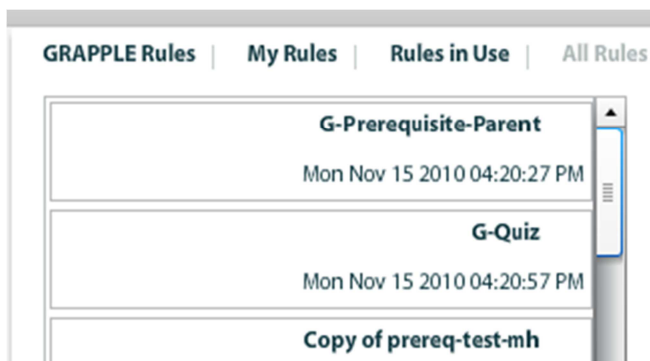 GRAPPLE Rules | My Rules | Rules in Use | All Rules
G-Prerequisite-Parent
Mon Nov 15 2010 04:20:27 PM
G-Quiz
Mon Nov 15 2010 04:20:57 PM
Copy of prereq-test-mh